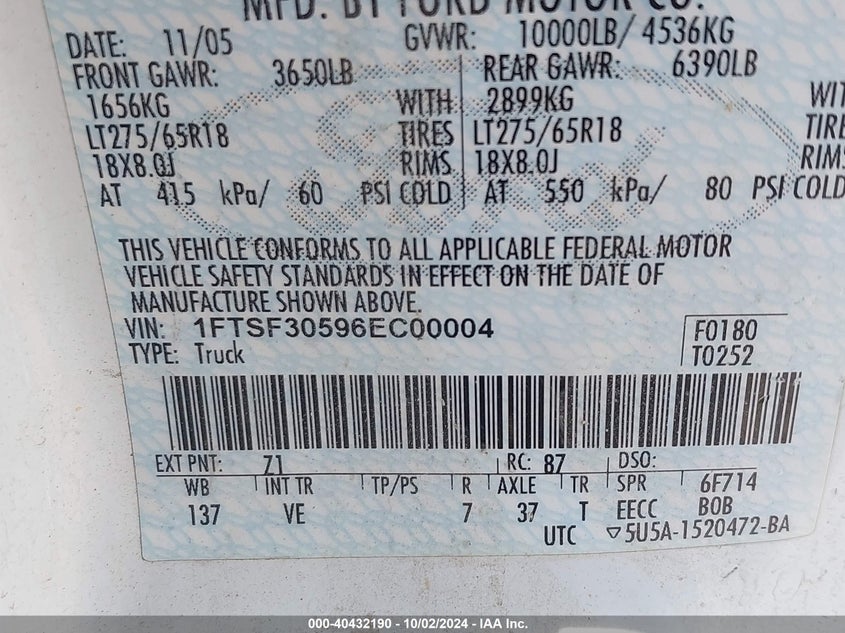 MFD. BY FORD MOTOR CO.
DATE: 11/05 GVWR: 10000LB/ 4536KG
FRONT GAWR: 3650LB REAR GAWR: 6390LB
1656KG WITH 2899KG WIT
LT275/65R18 TIRES LT275/65R18 TIRE
18X8.0J RIMS 18X8.0J RIMS
AT 415 kPa/ 60 PSI COLD AT 550 kPa/ 80 PSI COLD
THIS VEHICLE CONFORMS TO ALL APPLICABLE FEDERAL MOTOR
VEHICLE SAFETY STANDARDS IN EFFECT ON THE DATE OF
MANUFACTURE SHOWN ABOVE.
VIN: 1FTSF30596EC00004
TYPE: Truck
F0180
T0252
EXT PNT: Z1 RC: 87 DSO:
WB INT TR TP/PS R AXLE TR SPR 6F714
137 VE 7 37 T EECC BOB
UTC ▽5U5A-1520472-BA
000-40432190 - 10/02/2024 - IAA Inc.